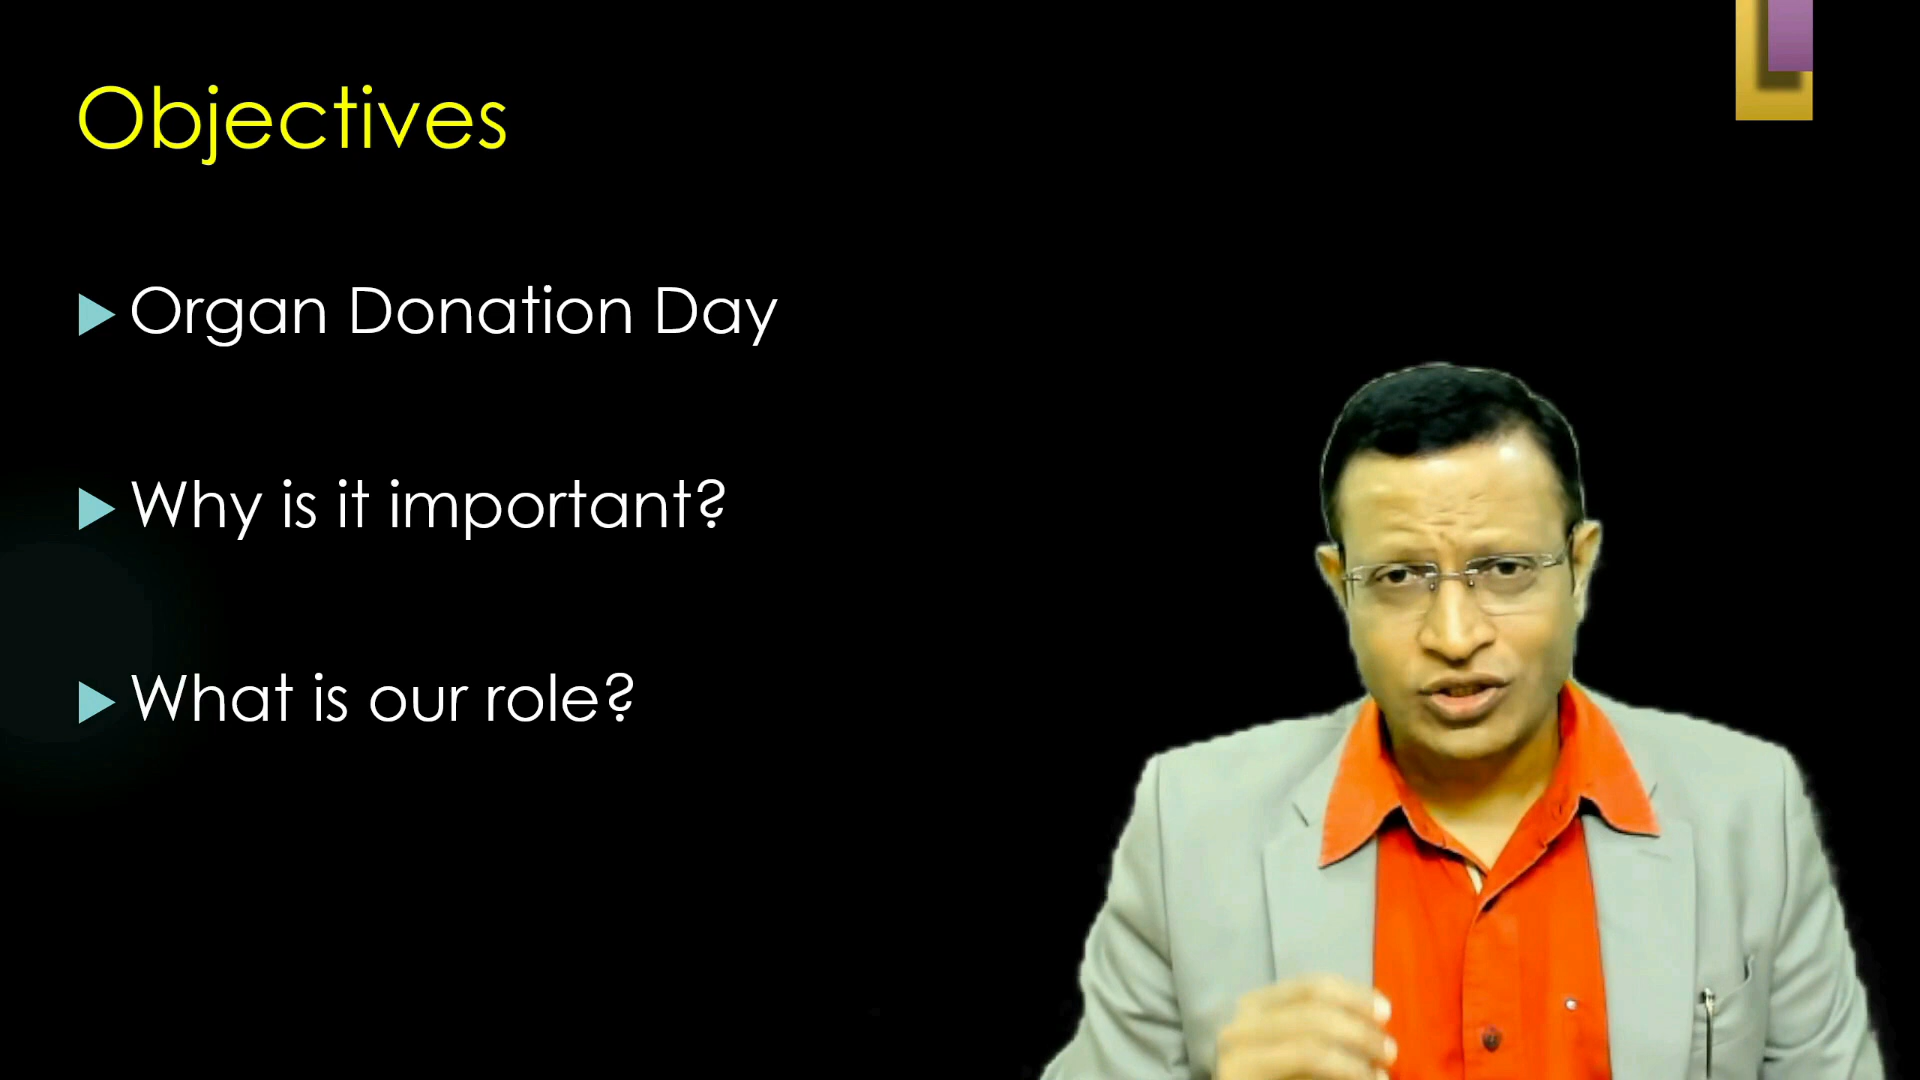 Objectives
Organ Donation Day
Why is it important?
What is our role?